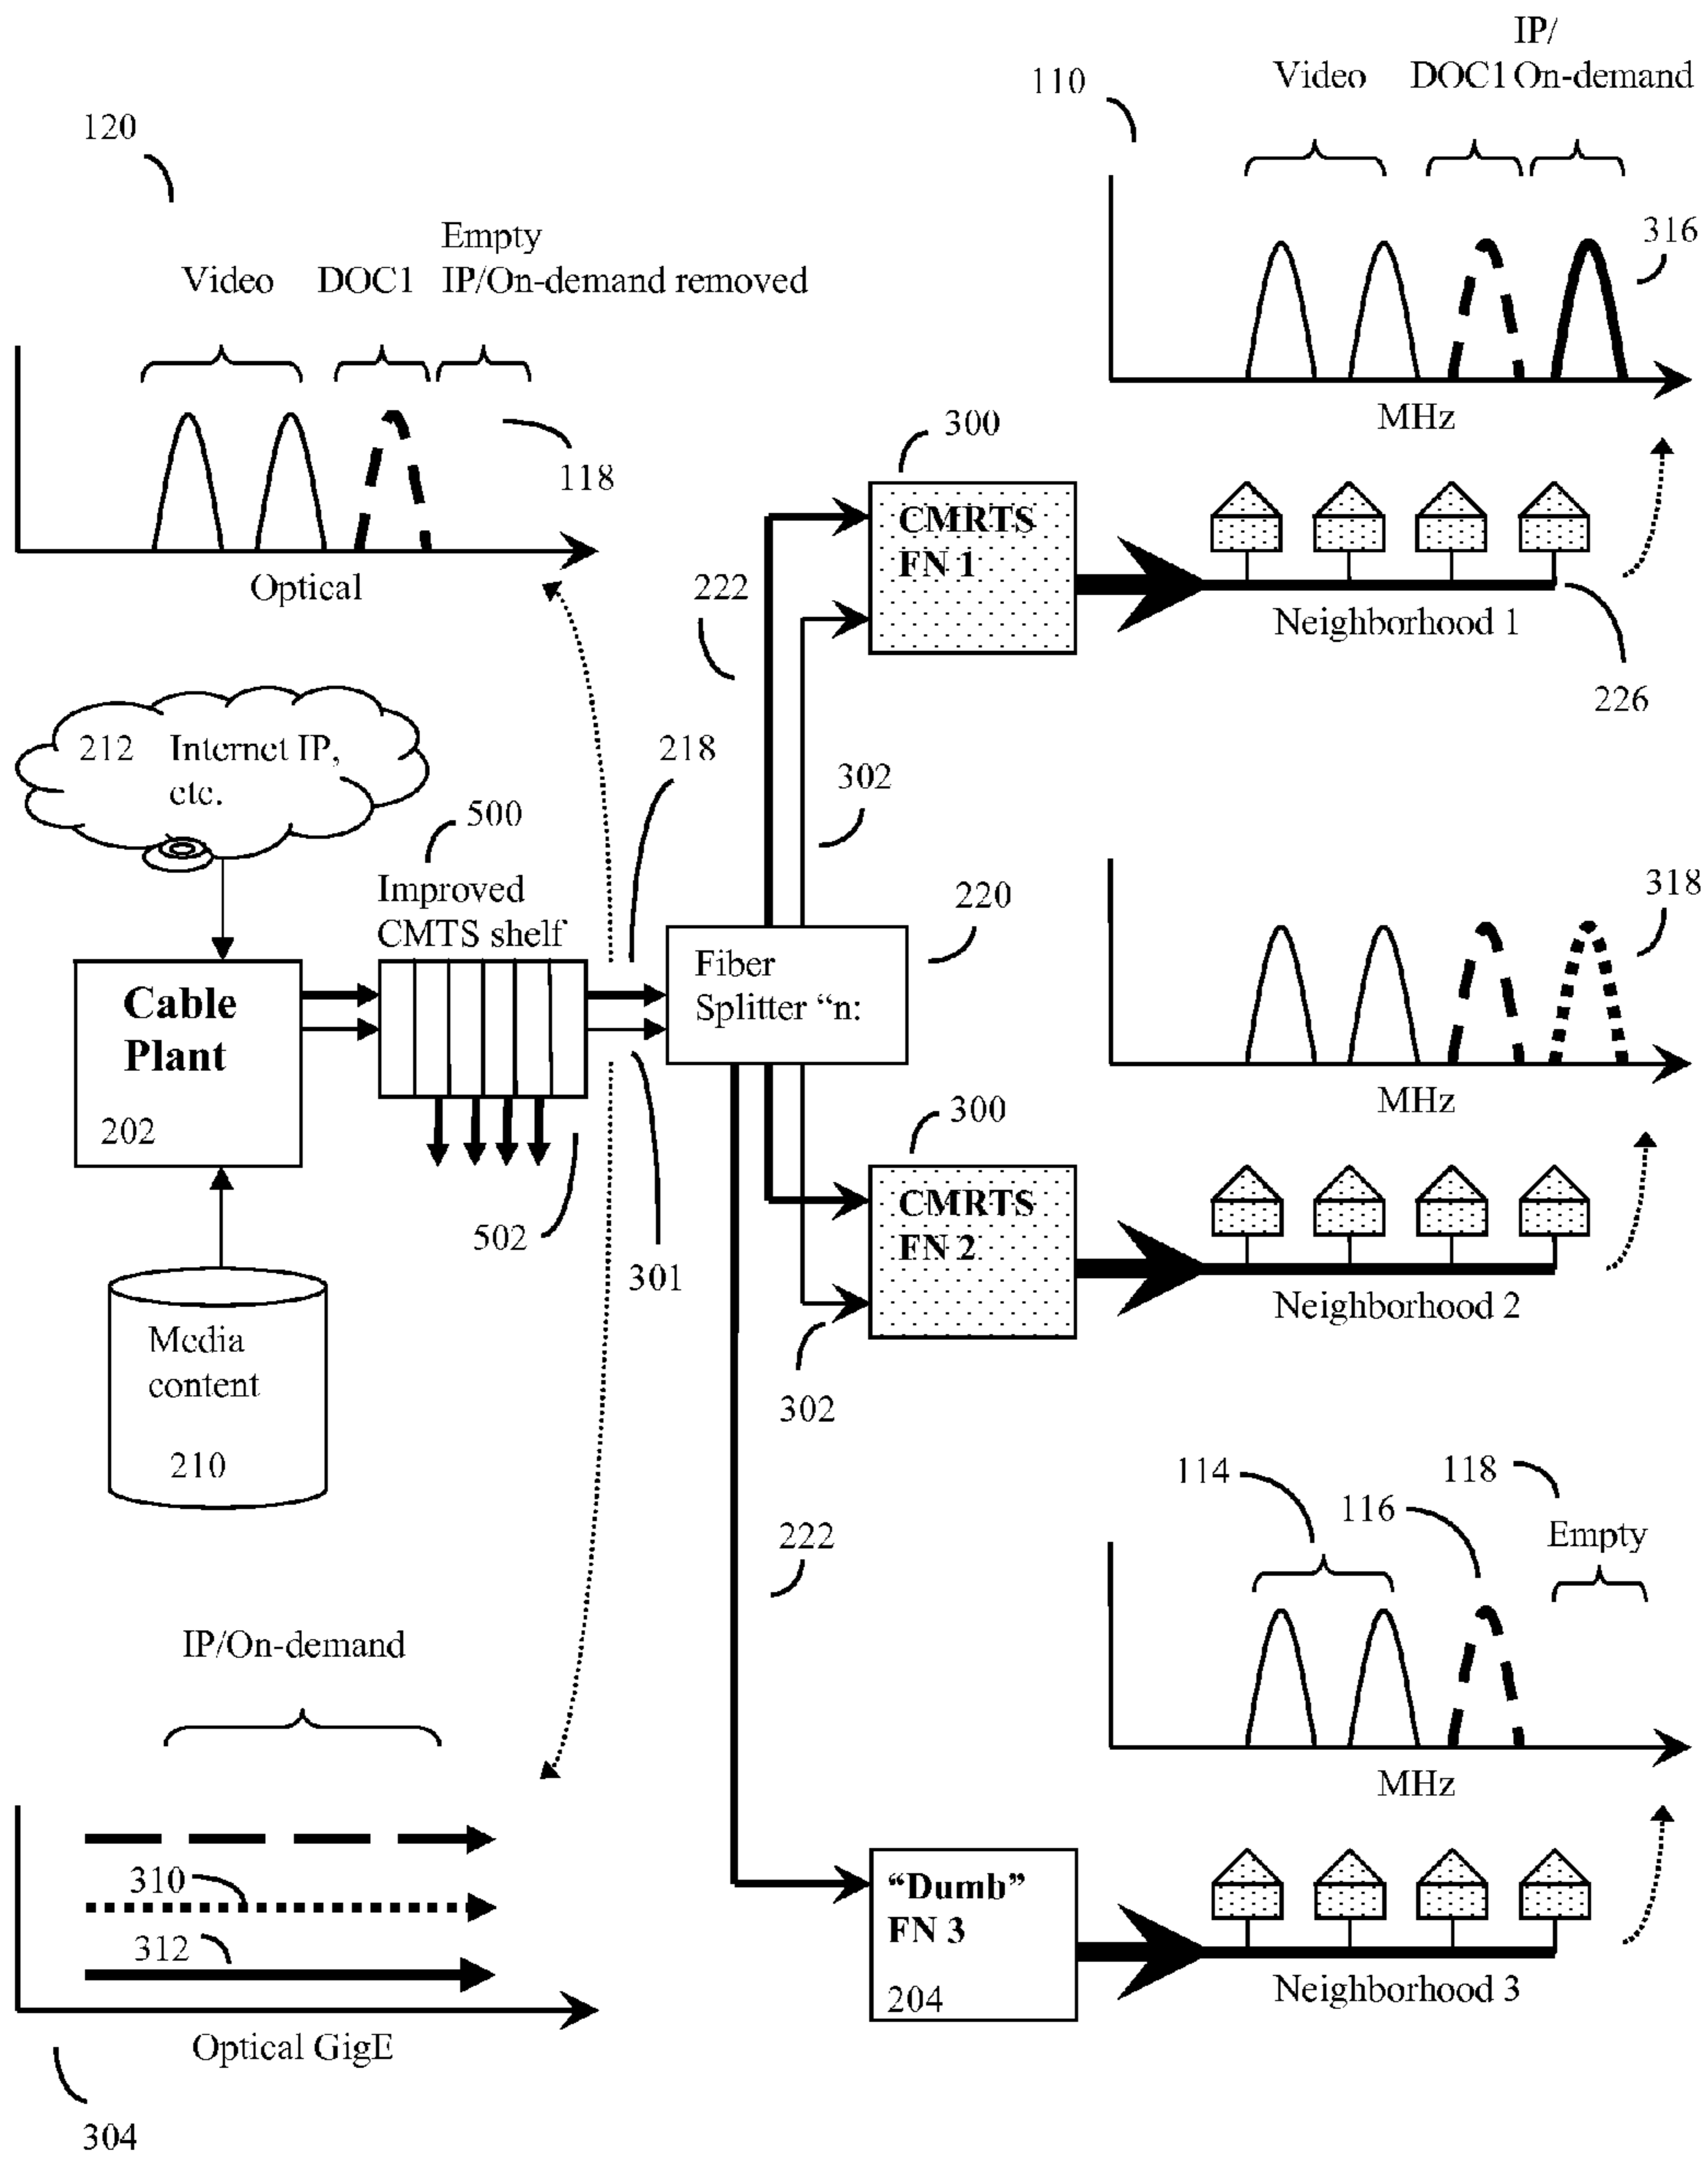 IP/
110
Video
DOC1 On-demand
120
316
Empty
Video
DOC1
IP/On-demand removed
MHz
118
300
CMRTS
FN 1
Optical
222
Neighborhood 1
226
212
Internet IP,
etc.
218
302
500
Improved
CMTS shelf
220
318
Fiber
Splitter “n:
Cable
Plant
202
MHz
300
CMRTS
FN 2
502
301
Neighborhood 2
Media
content
210
302
114
118
116
222
Empty
IP/On-demand
MHz
310
312
“Dumb”
FN 3
204
Neighborhood 3
Optical GigE
304